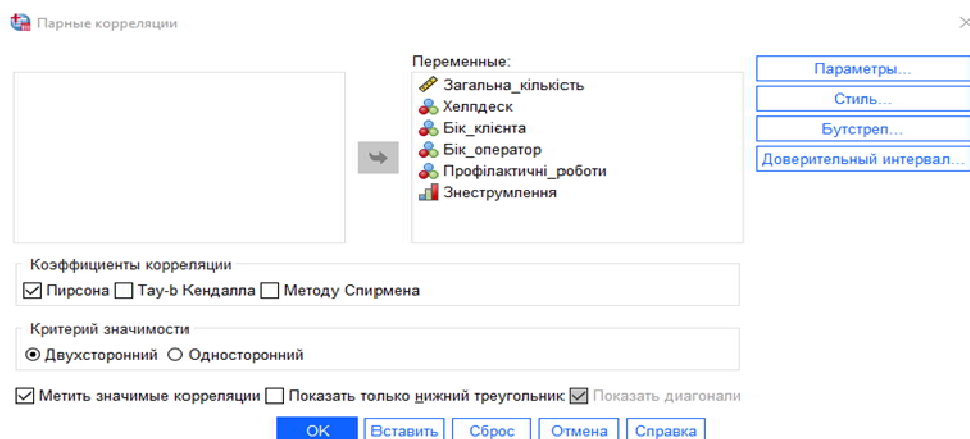 Парные корреляции
Переменные:
Загальна_кількість
Хелпдеск
Бік_клієнта
Бік_оператор
Профілактичні_роботи
Знеструмлення
Параметры...
Стиль...
Бутстреп...
Доверительный интервал...
Коэффициенты корреляции
Пирсона Тау-b Кендалла Методу Спирмена
Критерий значимости
Двухсторонний Односторонний
Метить значимые корреляции Показать только нижний треугольник Показать диагонали
ОК Вставить Сброс Отмена Справка